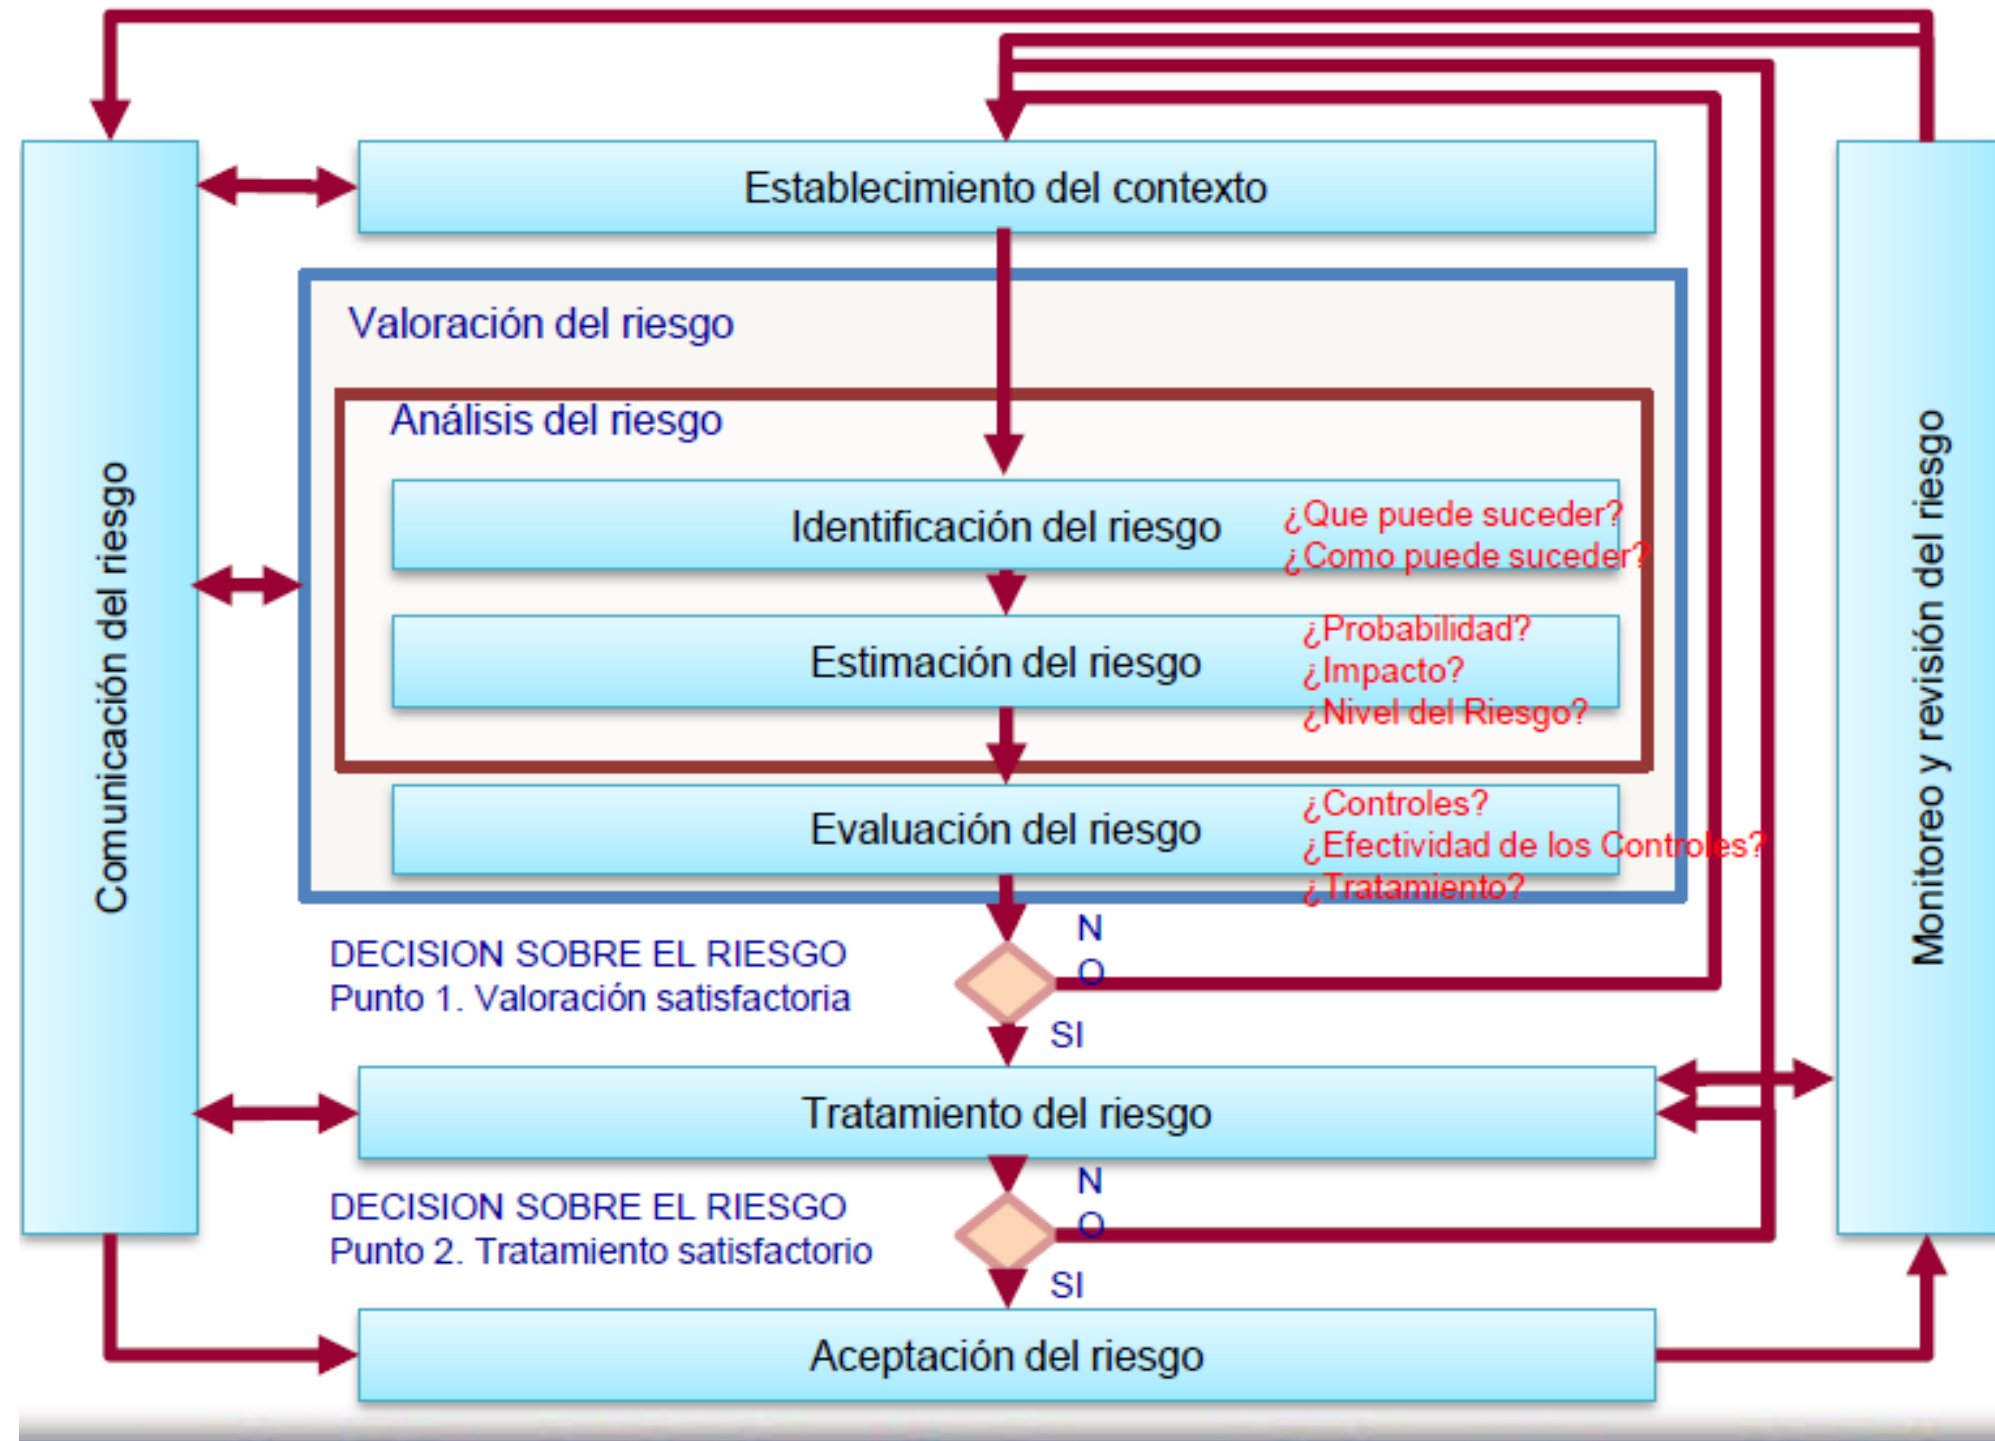 Establecimiento del contexto
Valoración del riesgo
Análisis del riesgo
Identificación del riesgo
¿Que puede suceder?
¿Como puede suceder?
Estimación del riesgo
¿Probabilidad?
¿Impacto?
¿Nivel del Riesgo?
Evaluación del riesgo
¿Controles?
¿Efectividad de los Controles?
¿Tratamiento?
Comunicación del riesgo
Monitoreo y revisión del riesgo
DECISION SOBRE EL RIESGO
Punto 1. Valoración satisfactoria
N
O
SI
Tratamiento del riesgo
DECISION SOBRE EL RIESGO
Punto 2. Tratamiento satisfactorio
N
O
SI
Aceptación del riesgo